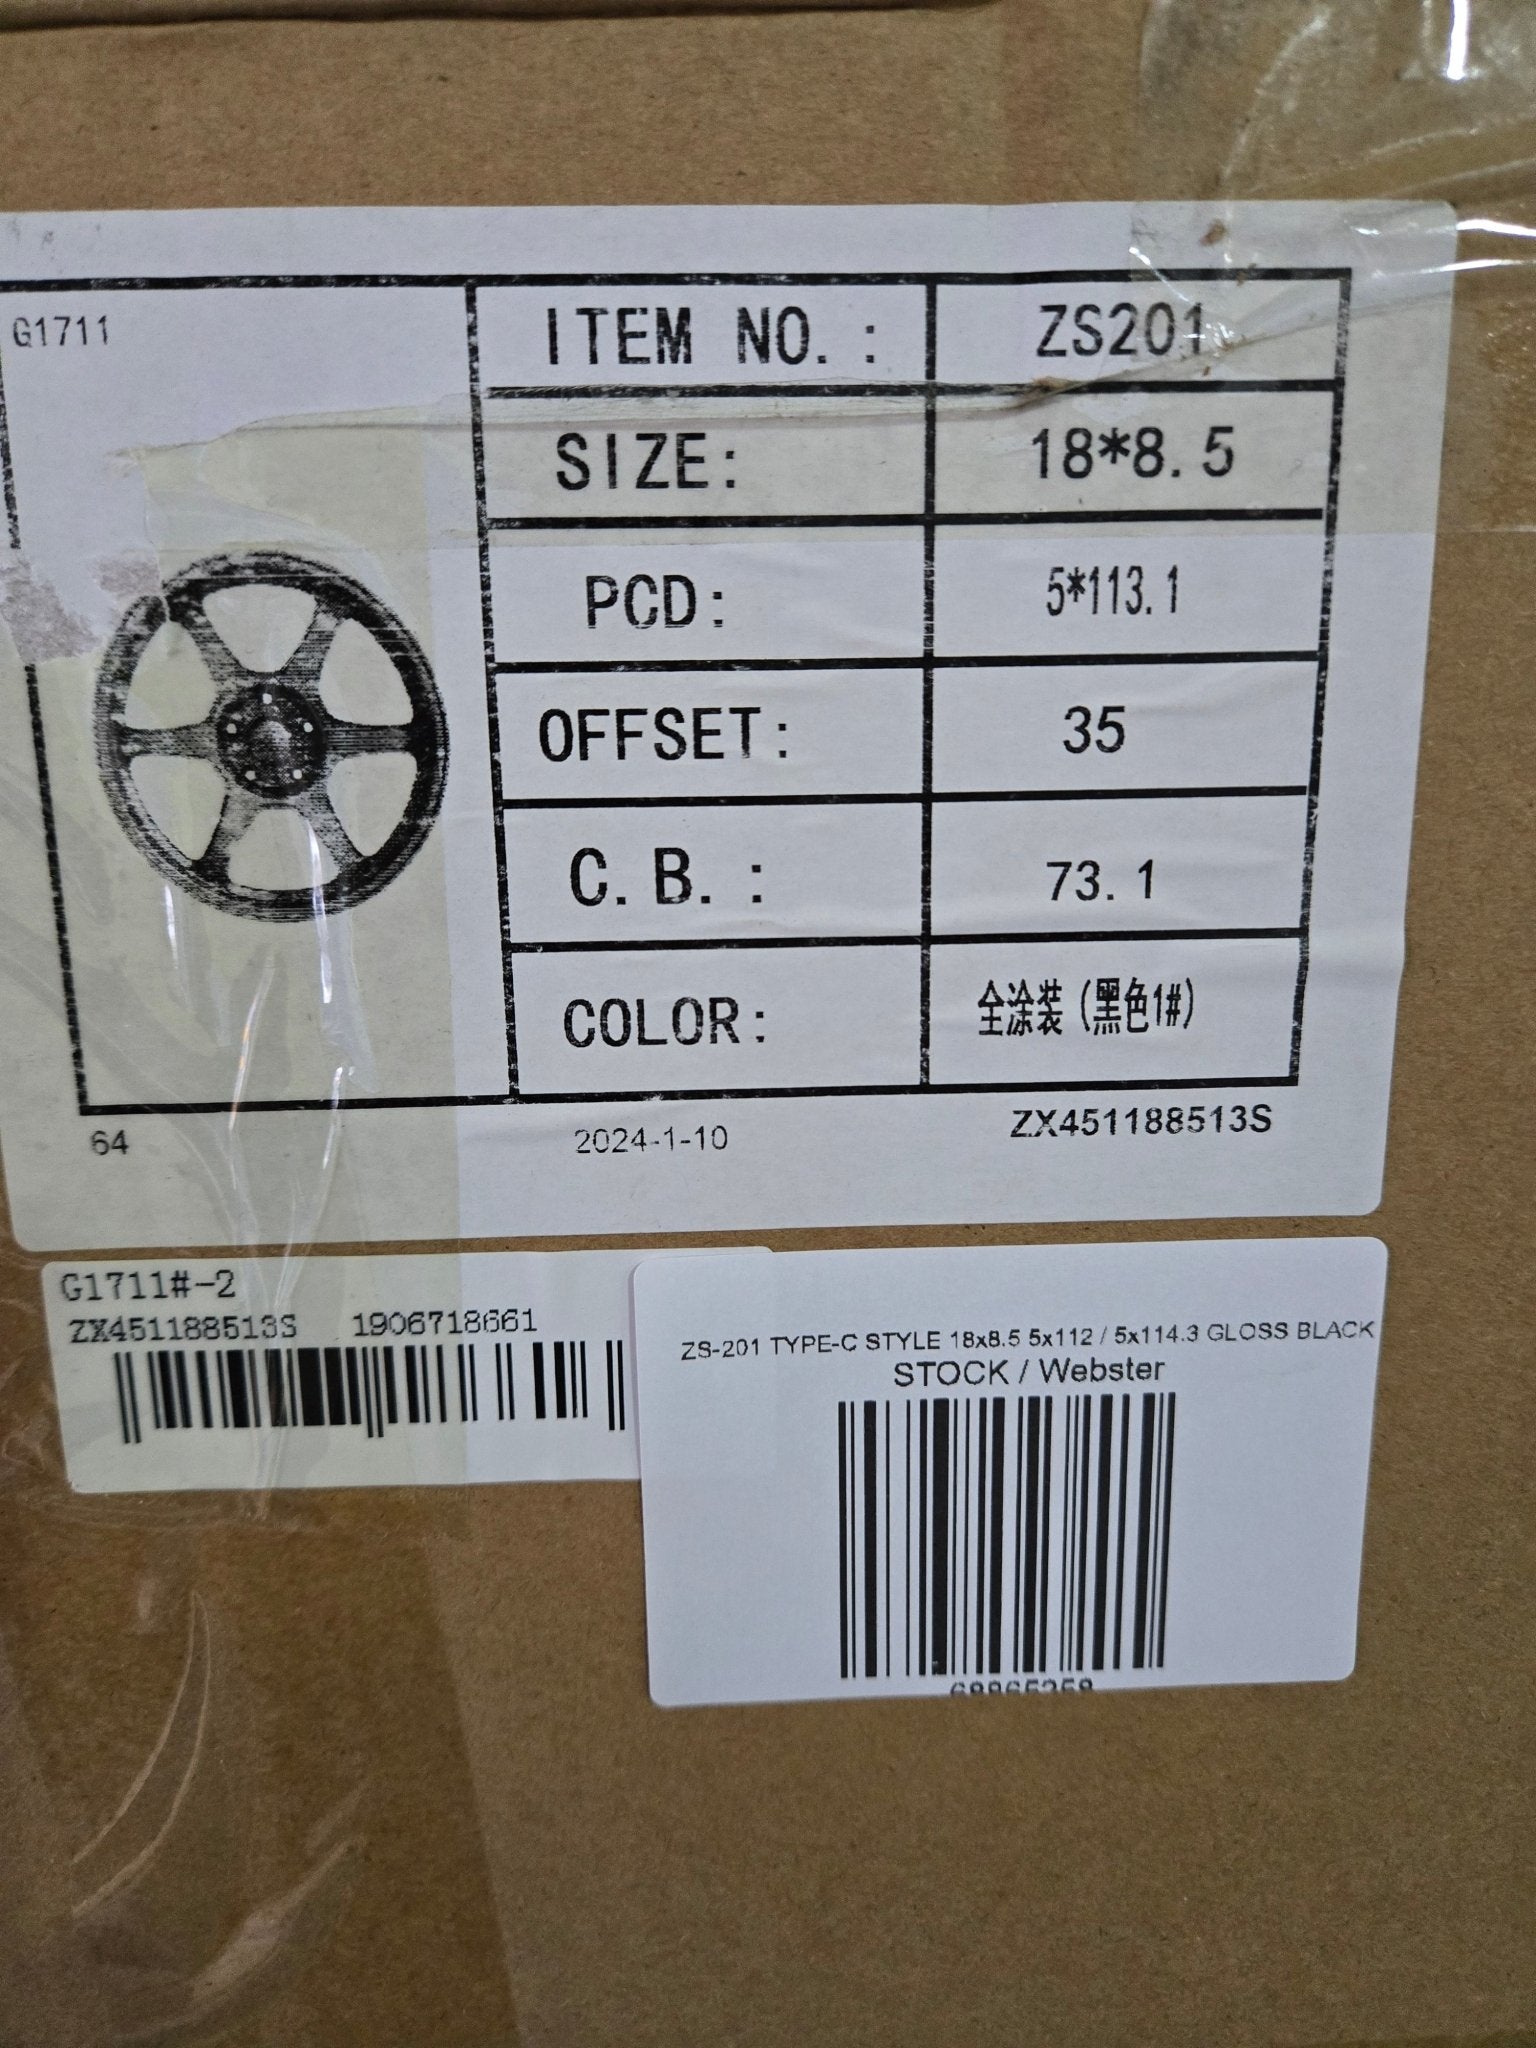 G1711
ITEM NO.: ZS201
SIZE: 18*8.5
PCD: 5*113.1
OFFSET: 35
C.B.: 73.1
COLOR: 全涂装(黑色1#)
64 2024-1-10 ZX451188513S
G1711#-2
ZX451188513S 1906718661
ZS-201 TYPE-C STYLE 18x8.5 5x112 / 5x114.3 GLOSS BLACK
STOCK / Webster